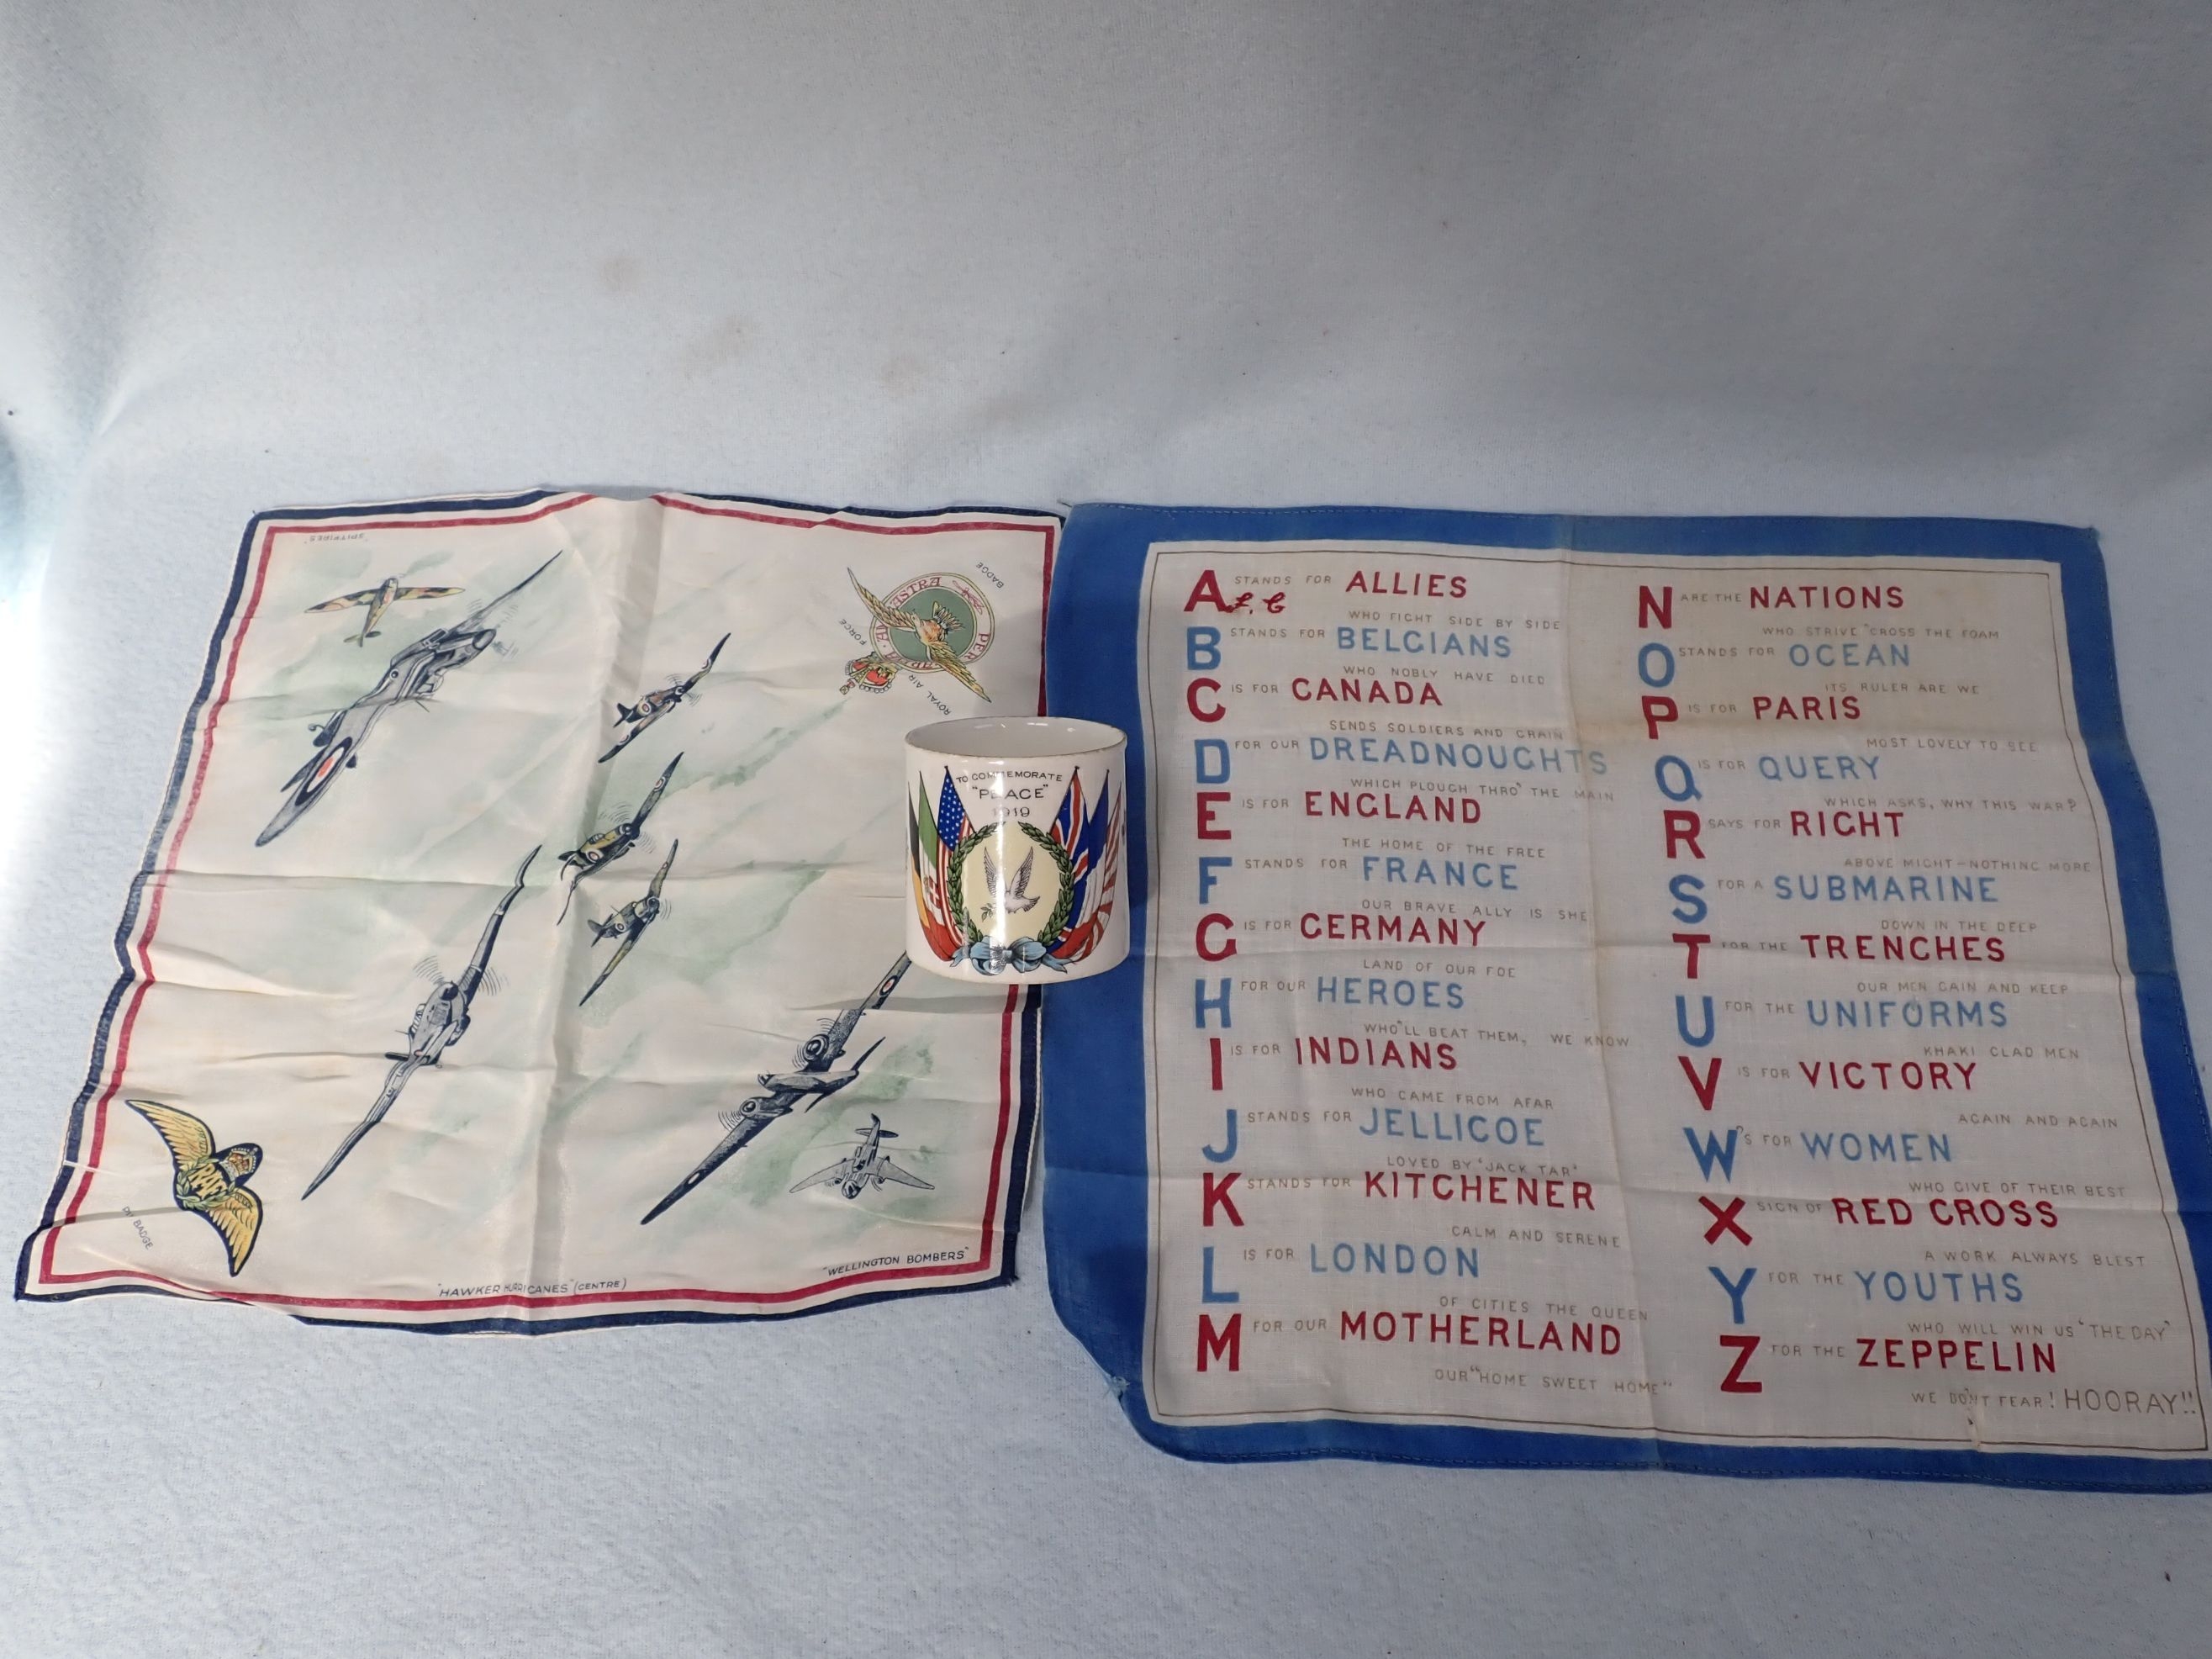 "SPITFIRES"
BADGE
ROYAL AIR FORCE
PER ARDUA AD ASTRA
RAF
"HAWKER HURRICANES" (CENTRE)
"WELLINGTON BOMBERS"
TO COMMEMORATE
"PEACE"
1919
A STANDS FOR ALLIES
WHO FIGHT SIDE BY SIDE
B STANDS FOR BELGIANS
WHO NOBLY HAVE DIED
C IS FOR CANADA
SENDS SOLDIERS AND GRAIN
D FOR OUR DREADNOUGHTS
WHICH PLOUGH THRO' THE MAIN
E IS FOR ENGLAND
THE HOME OF THE FREE
F STANDS FOR FRANCE
OUR BRAVE ALLY IS SHE
G IS FOR GERMANY
LAND OF OUR FOE
H FOR OUR HEROES
WHO'LL BEAT THEM, WE KNOW
I IS FOR INDIANS
WHO CAME FROM AFAR
J STANDS FOR JELLICOE
LOVED BY 'JACK TAR'
K STANDS FOR KITCHENER
CALM AND SERENE
L IS FOR LONDON
OF CITIES THE QUEEN
M FOR OUR MOTHERLAND
OUR "HOME SWEET HOME"
N ARE THE NATIONS
WHO STRIVE 'CROSS THE FOAM
O STANDS FOR OCEAN
ITS RULER ARE WE
P IS FOR PARIS
MOST LOVELY TO SEE
Q IS FOR QUERY
WHICH ASKS, WHY THIS WAR?
R SAYS FOR RIGHT
ABOVE MIGHT-NOTHING MORE
S FOR A SUBMARINE
DOWN IN THE DEEP
T FOR THE TRENCHES
OUR MEN GAIN AND KEEP
U FOR THE UNIFORMS
KHAKI CLAD MEN
V IS FOR VICTORY
AGAIN AND AGAIN
W'S FOR WOMEN
WHO GIVE OF THEIR BEST
X SIGN OF RED CROSS
A WORK ALWAYS BLEST
Y FOR THE YOUTHS
WHO WILL WIN US 'THE DAY'
Z FOR THE ZEPPELIN
WE DON'T FEAR! HOORAY!!